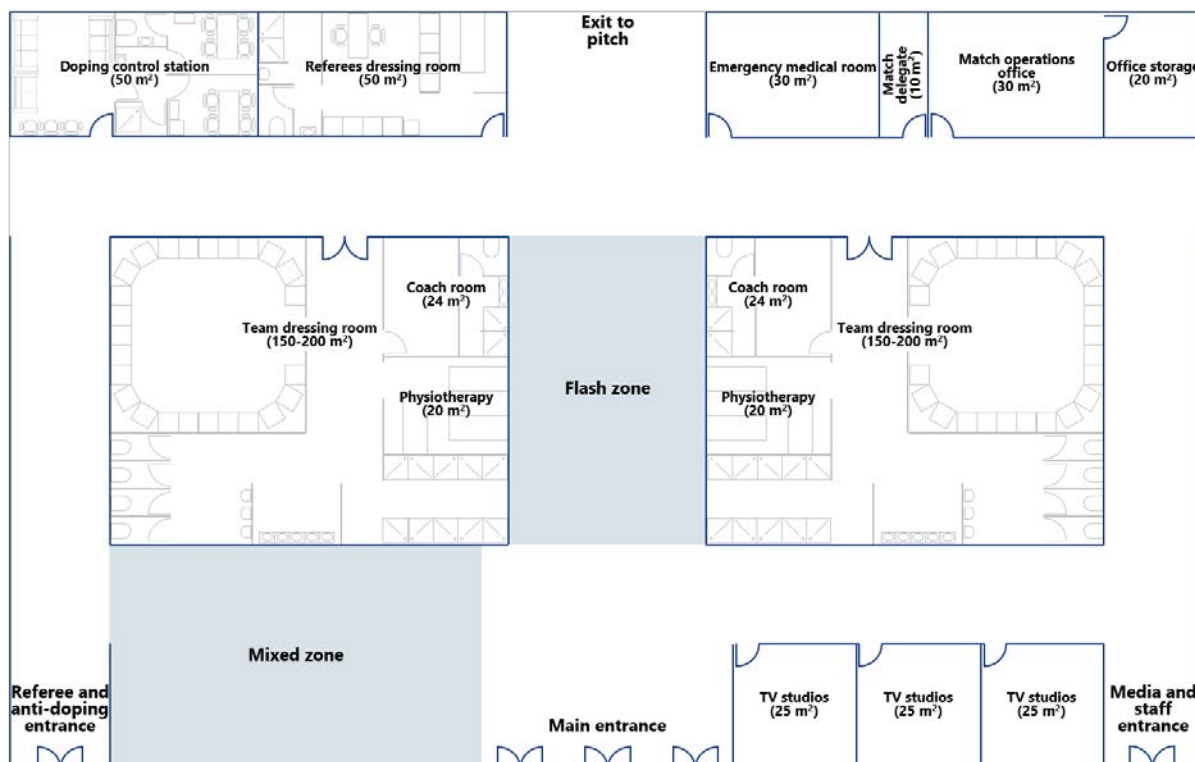 Exit to
pitch
Doping control station
(50 m²)
Referees dressing room
(50 m²)
Emergency medical room
(30 m²)
Match
delegate
(10 m²)
Match operations
office
(30 m²)
Office storage
(20 m²)
Coach room
(24 m²)
Team dressing room
(150-200 m²)
Physiotherapy
(20 m²)
Flash zone
Coach room
(24 m²)
Team dressing room
(150-200 m²)
Physiotherapy
(20 m²)
Mixed zone
Referee and
anti-doping
entrance
Main entrance
TV studios
(25 m²)
TV studios
(25 m²)
TV studios
(25 m²)
Media and
staff
entrance